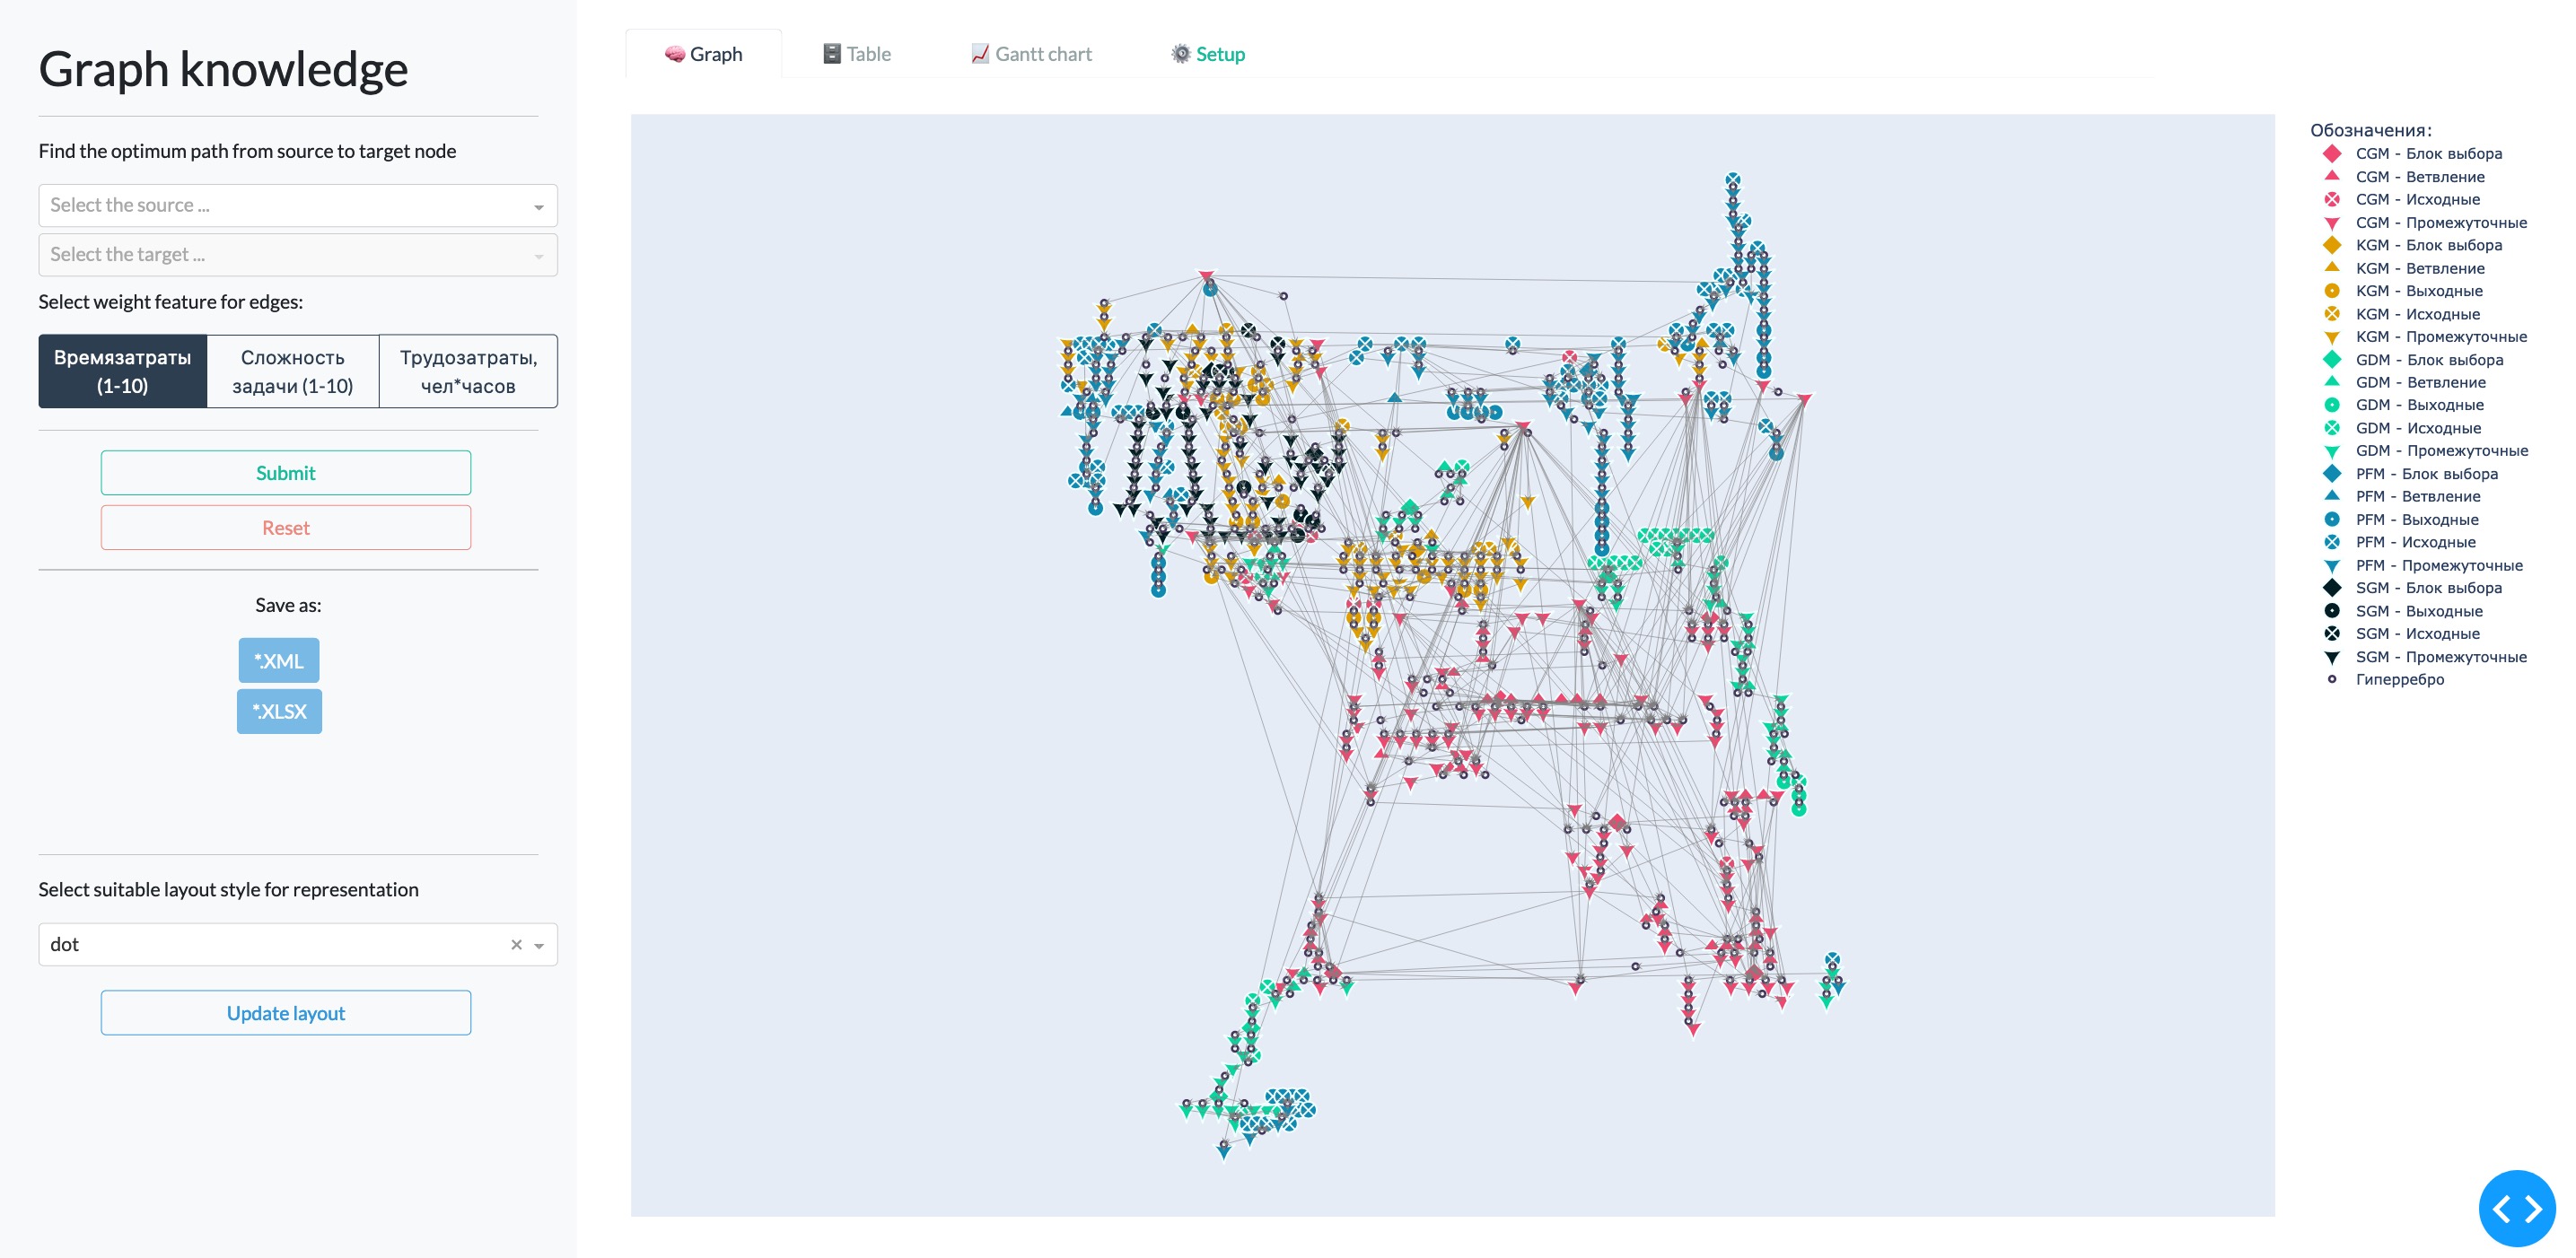 Graph knowledge
Find the optimum path from source to target node
Select the source ...
Select the target ...
Select weight feature for edges:
Времязатраты
(1-10)
Сложность
задачи (1-10)
Трудозатраты,
чел*часов
Submit
Reset
Save as:
*.XML
*.XLSX
Select suitable layout style for representation
dot
Update layout
Graph
Table
Gantt chart
Setup
Обозначения:
CGM - Блок выбора
CGM - Ветвление
CGM - Исходные
CGM - Промежуточные
KGM - Блок выбора
KGM - Ветвление
KGM - Выходные
KGM - Исходные
KGM - Промежуточные
GDM - Блок выбора
GDM - Ветвление
GDM - Выходные
GDM - Исходные
GDM - Промежуточные
PFM - Блок выбора
PFM - Ветвление
PFM - Выходные
PFM - Исходные
PFM - Промежуточные
SGM - Блок выбора
SGM - Выходные
SGM - Исходные
SGM - Промежуточные
Гиперребро